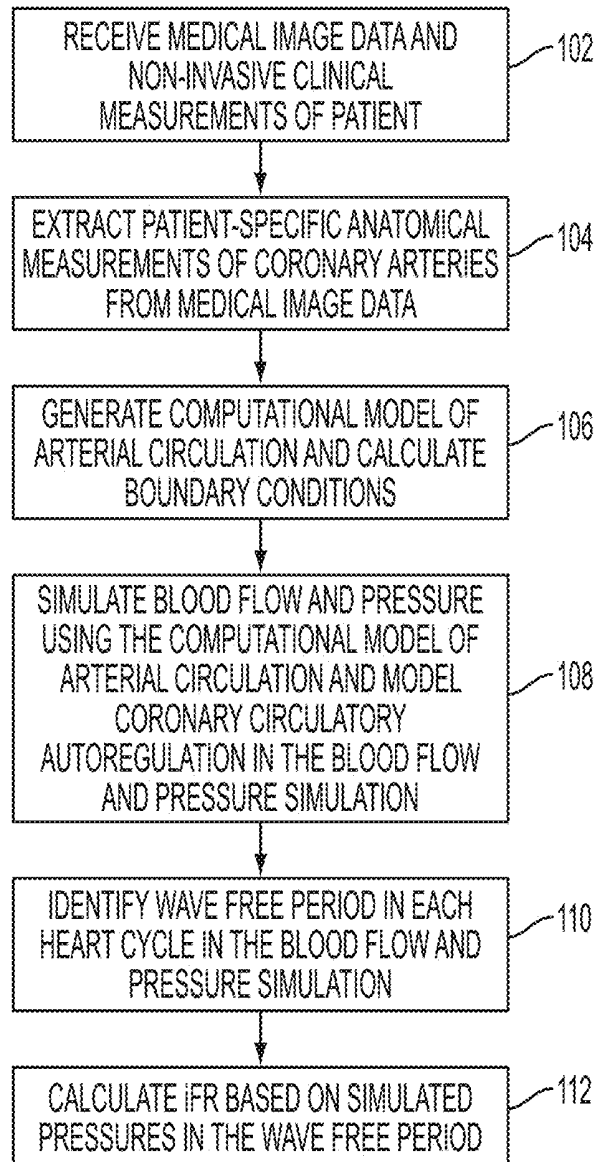 RECEIVE MEDICAL IMAGE DATA AND
NON-INVASIVE CLINICAL
MEASUREMENTS OF PATIENT
102
EXTRACT PATIENT-SPECIFIC ANATOMICAL
MEASUREMENTS OF CORONARY ARTERIES
FROM MEDICAL IMAGE DATA
104
GENERATE COMPUTATIONAL MODEL OF
ARTERIAL CIRCULATION AND CALCULATE
BOUNDARY CONDITIONS
106
SIMULATE BLOOD FLOW AND PRESSURE
USING THE COMPUTATIONAL MODEL OF
ARTERIAL CIRCULATION AND MODEL
CORONARY CIRCULATORY
AUTOREGULATION IN THE BLOOD FLOW
AND PRESSURE SIMULATION
108
IDENTIFY WAVE FREE PERIOD IN EACH
HEART CYCLE IN THE BLOOD FLOW AND
PRESSURE SIMULATION
110
CALCULATE iFR BASED ON SIMULATED
PRESSURES IN THE WAVE FREE PERIOD
112